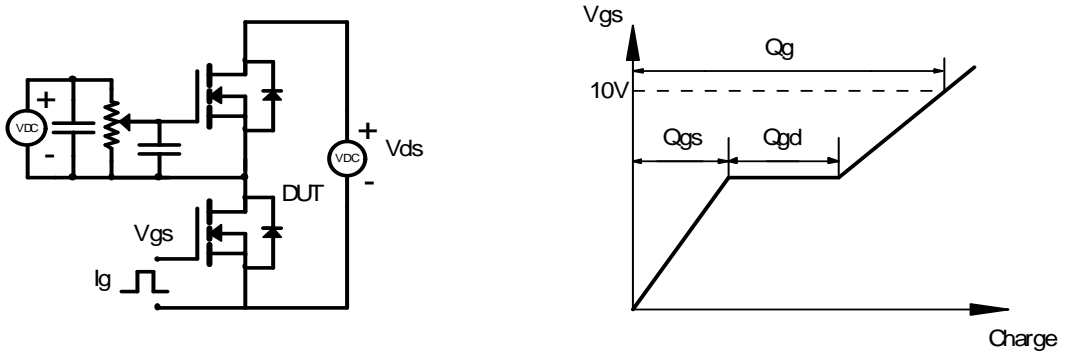 +
VDC
-
+
VDC
-
Vds
DUT
Vgs
Ig
Vgs
Qg
10V
Qgs
Qgd
Charge